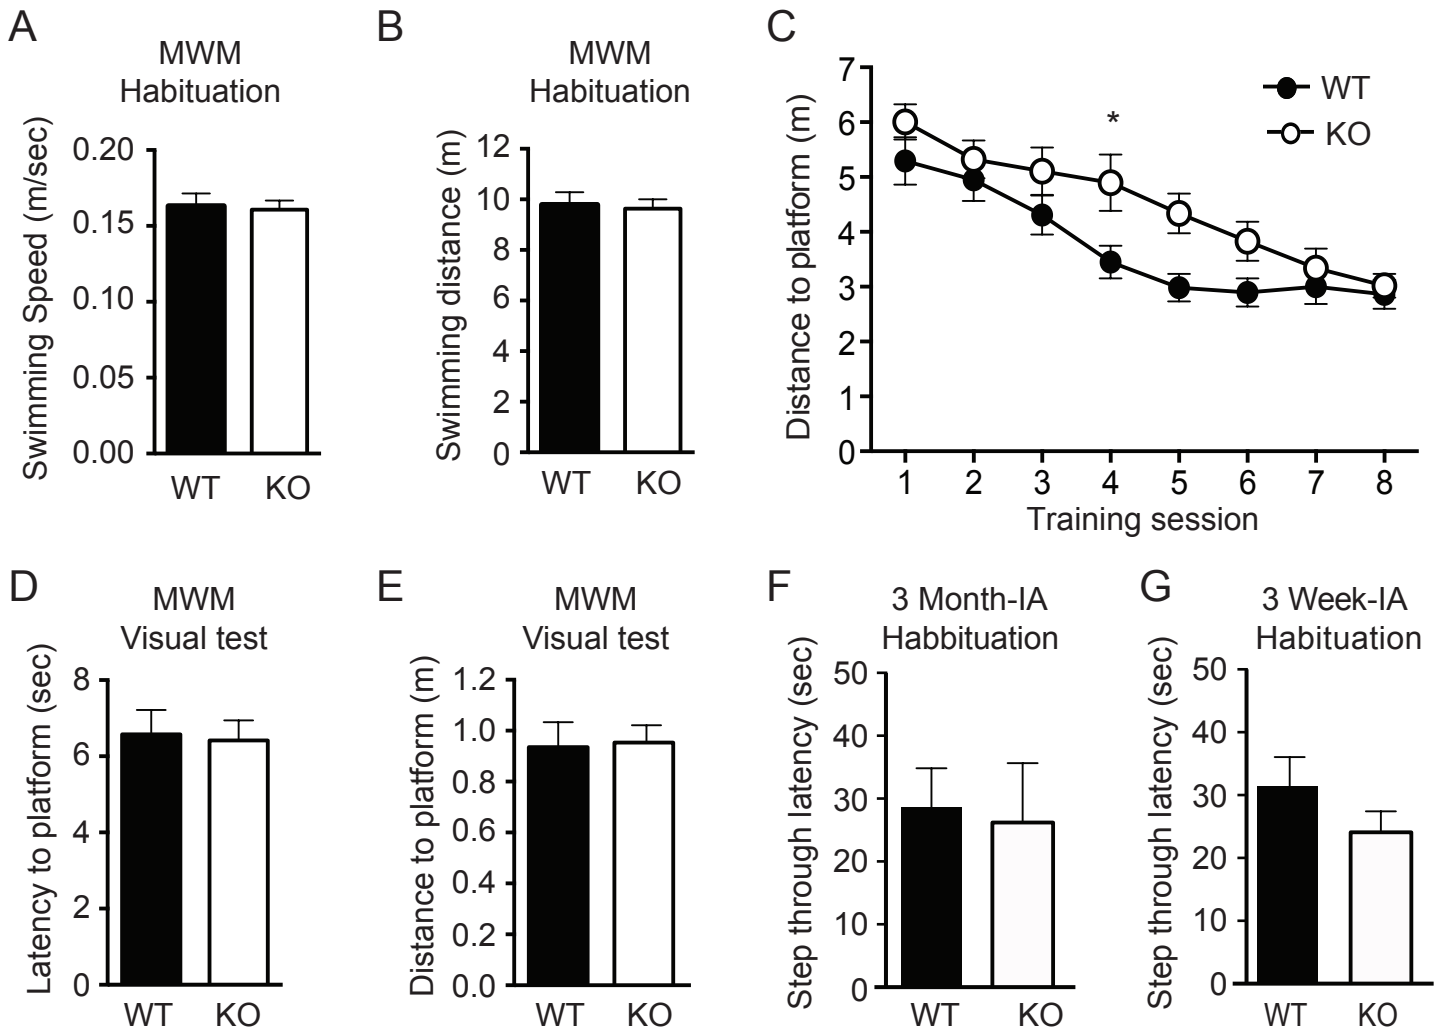 A
MWM
Habituation
Swimming Speed (m/sec)
0.20
0.15
0.10
0.05
0.00
WT
KO
B
MWM
Habituation
Swimming distance (m)
12
10
8
6
4
2
0
WT
KO
C
Distance to platform (m)
7
6
5
4
3
2
1
0
*
WT
KO
1 2 3 4 5 6 7 8
Training session
D
MWM
Visual test
Latency to platform (sec)
8
6
4
2
0
WT
KO
E
MWM
Visual test
Distance to platform (m)
1.2
1.0
0.8
0.6
0.4
0.2
0.0
WT
KO
F
3 Month-IA
Habbituation
Step through latency (sec)
50
40
30
20
10
0
WT
KO
G
3 Week-IA
Habituation
Step through latency (sec)
50
40
30
20
10
0
WT
KO